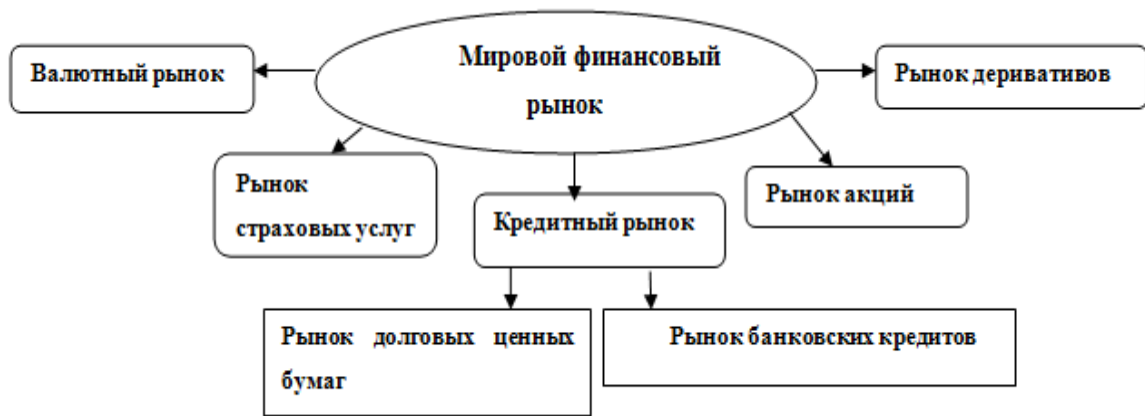 Мировой финансовый
рынок
Валютный рынок
Рынок деривативов
Рынок
страховых услуг
Кредитный рынок
Рынок акций
Рынок долговых ценных
бумаг
Рынок банковских кредитов